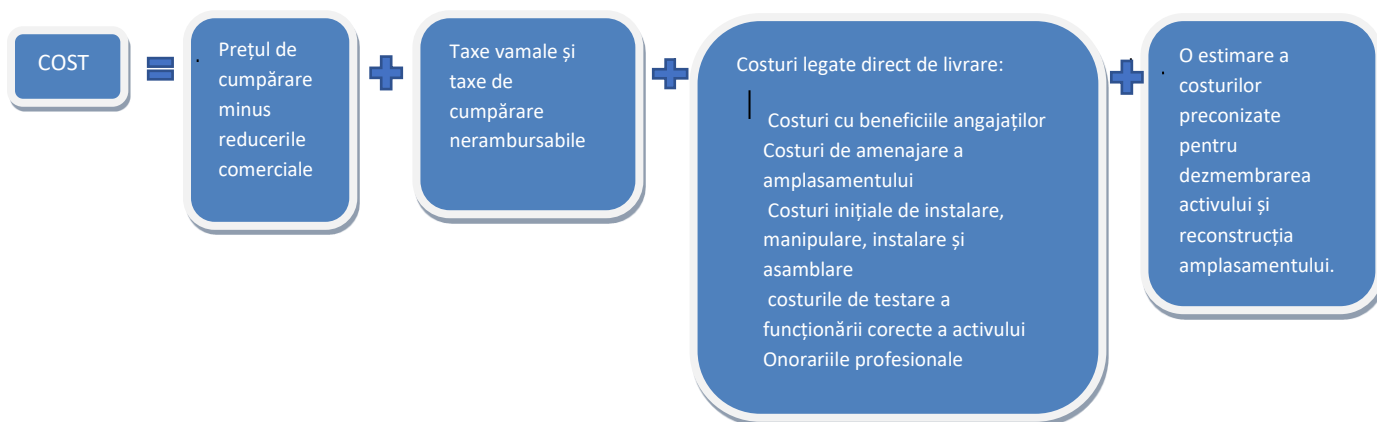 COST
Prețul de
cumpărare
minus
reducerile
comerciale
Taxe vamale și
taxe de
cumpărare
nerambursabile
Costuri legate direct de livrare:
Costuri cu beneficiile angajaților
Costuri de amenajare a
amplasamentului
Costuri inițiale de instalare,
manipulare, instalare și
asamblare
costurile de testare a
funcționării corecte a activului
Onorariile profesionale
O estimare a
costurilor
preconizate
pentru
dezmembrarea
activului și
reconstrucția
amplasamentului.